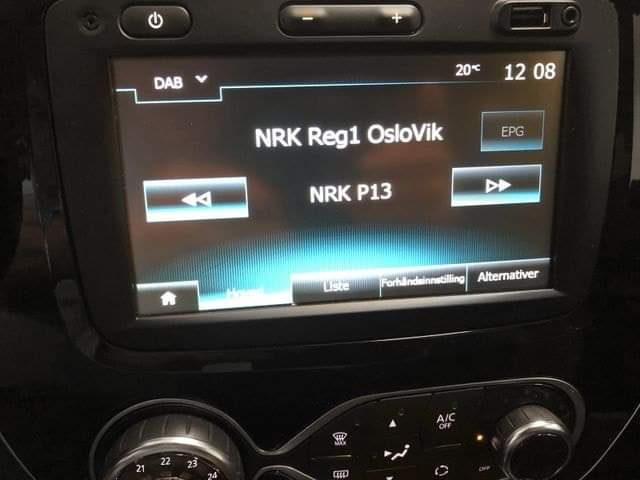 DAB
20°C
12 08
NRK Reg1 OsloVik
EPG
NRK P13
Liste
Forhåndsinnstilling
Alternativer
MAX
A/C
OFF
OFF
21
22
23
24